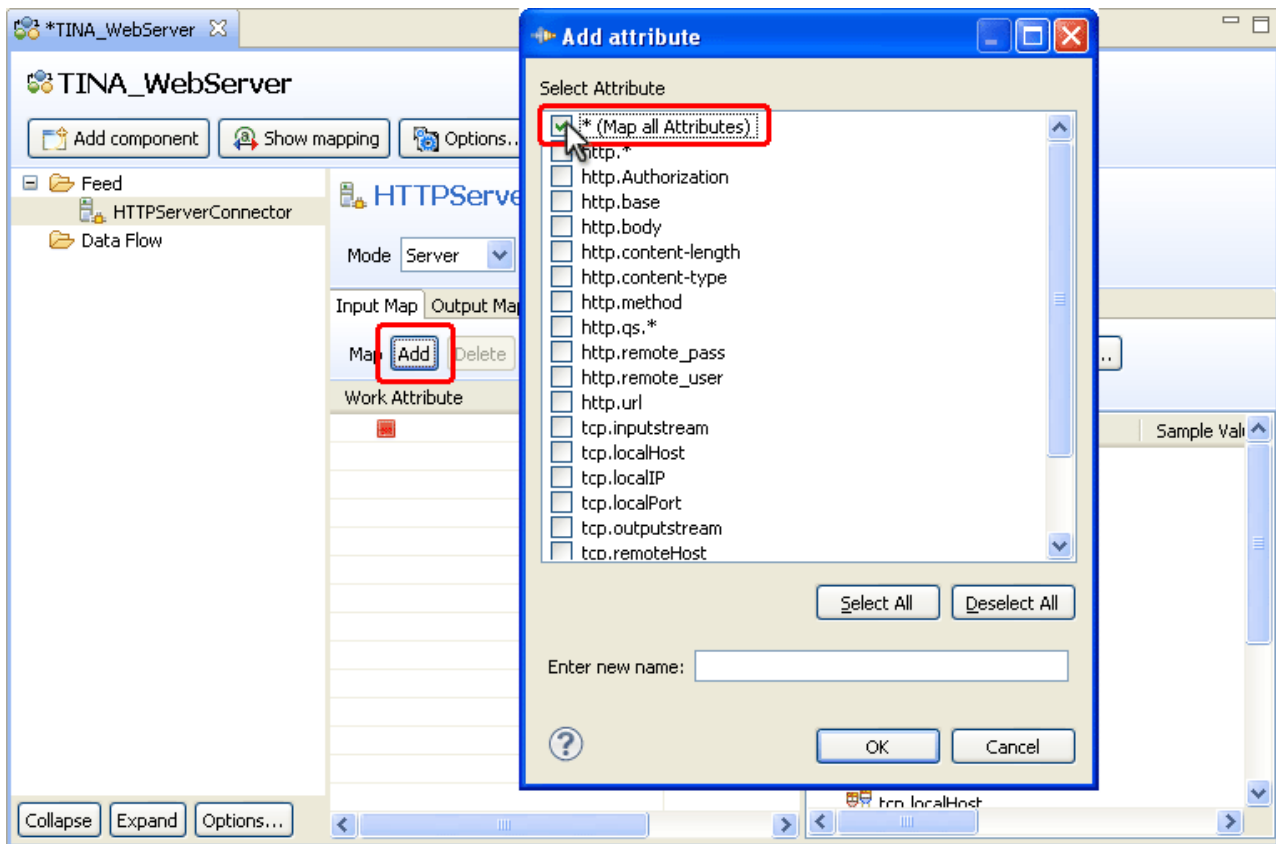 *TINA_WebServer
TINA_WebServer
Add component
Show mapping
Options..
Feed
HTTPServerConnector
Data Flow
HTTPServe
Mode
Server
Input Map
Output Map
Map
Add
Delete
..
Work Attribute
Sample Valu
Collapse
Expand
Options...
Add attribute
Select Attribute
* (Map all Attributes)
http.*
http.Authorization
http.base
http.body
http.content-length
http.content-type
http.method
http.qs.*
http.remote_pass
http.remote_user
http.url
tcp.inputstream
tcp.localHost
tcp.localIP
tcp.localPort
tcp.outputstream
tcp.remoteHost
Select All
Deselect All
Enter new name:
?
OK
Cancel
tcp.localHost